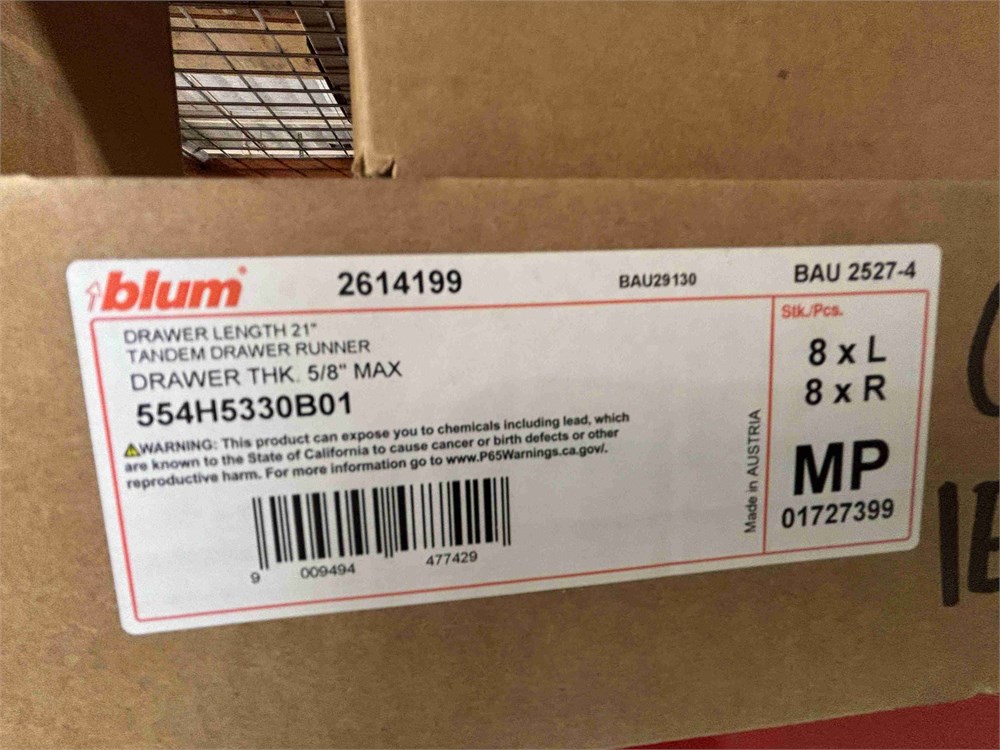 blum 2614199 BAU29130 BAU 2527-4
DRAWER LENGTH 21"
TANDEM DRAWER RUNNER
DRAWER THK. 5/8" MAX
554H5330B01
WARNING: This product can expose you to chemicals including lead, which
are known to the State of California to cause cancer or birth defects or other
reproductive harm. For more information go to www.P65Warnings.ca.gov/.
9 009494 477429
Made in AUSTRIA
Stk./Pcs.
8 x L
8 x R
MP
01727399